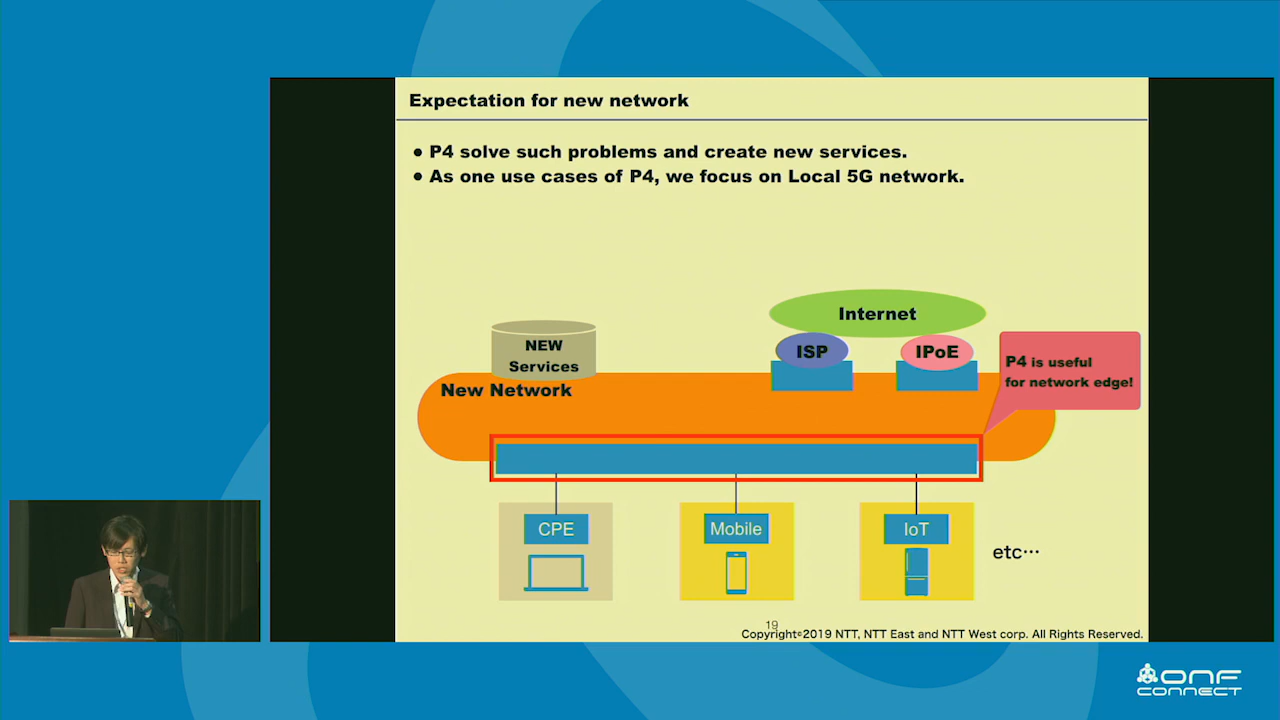 Expectation for new network
● P4 solve such problems and create new services.
● As one use cases of P4, we focus on Local 5G network.
Internet
NEW
Services
ISP
IPoE
P4 is useful
for network edge!
New Network
CPE
Mobile
IoT
etc…
19
Copyright©2019 NTT, NTT East and NTT West corp. All Rights Reserved.
ONF
CONNECT